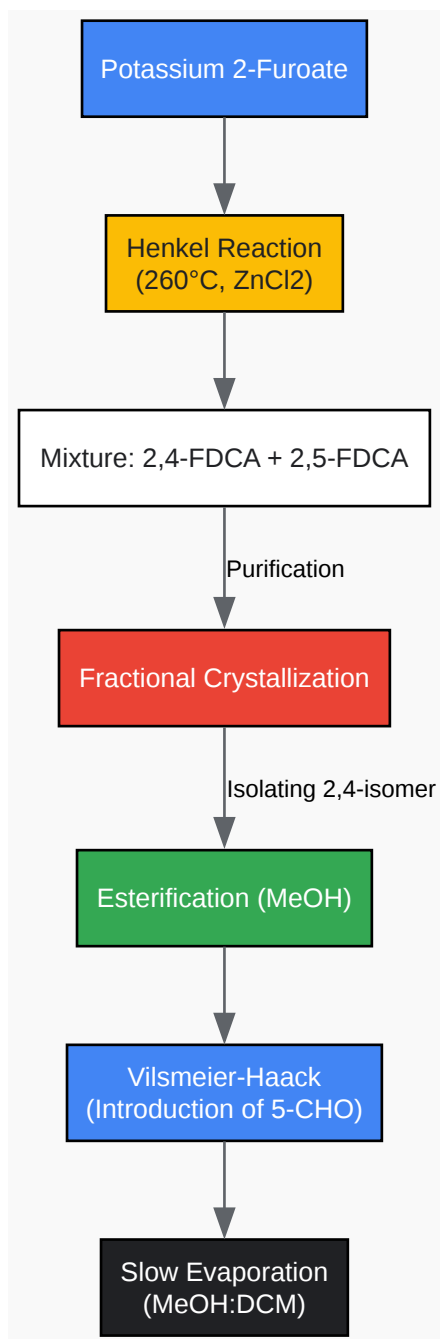 Potassium 2-Furoate
Henkel Reaction
(260°C, ZnCl2)
Mixture: 2,4-FDCA + 2,5-FDCA
Purification
Fractional Crystallization
Isolating 2,4-isomer
Esterification (MeOH)
Vilsmeier-Haack
(Introduction of 5-CHO)
Slow Evaporation
(MeOH:DCM)